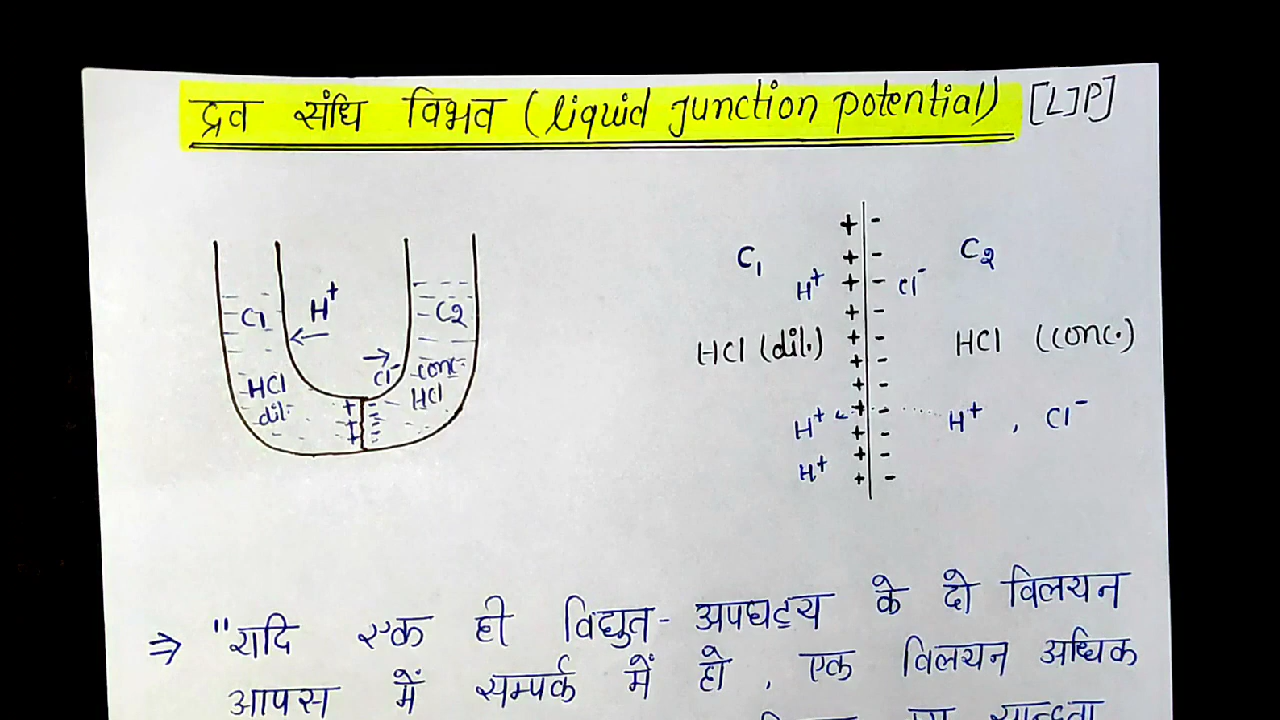 द्रव संधि विभव (liquid junction potential) [LJP]
C1 H+ C2
HCl dil. Cl- conc. HCl
C1 C2
H+ Cl-
HCl (dil.) HCl (conc.)
H+ H+ , Cl-
H+
⇒ "यदि एक ही विद्युत-अपघट्य के दो विलयन
आपस में सम्पर्क में हो, एक विलयन अधिक